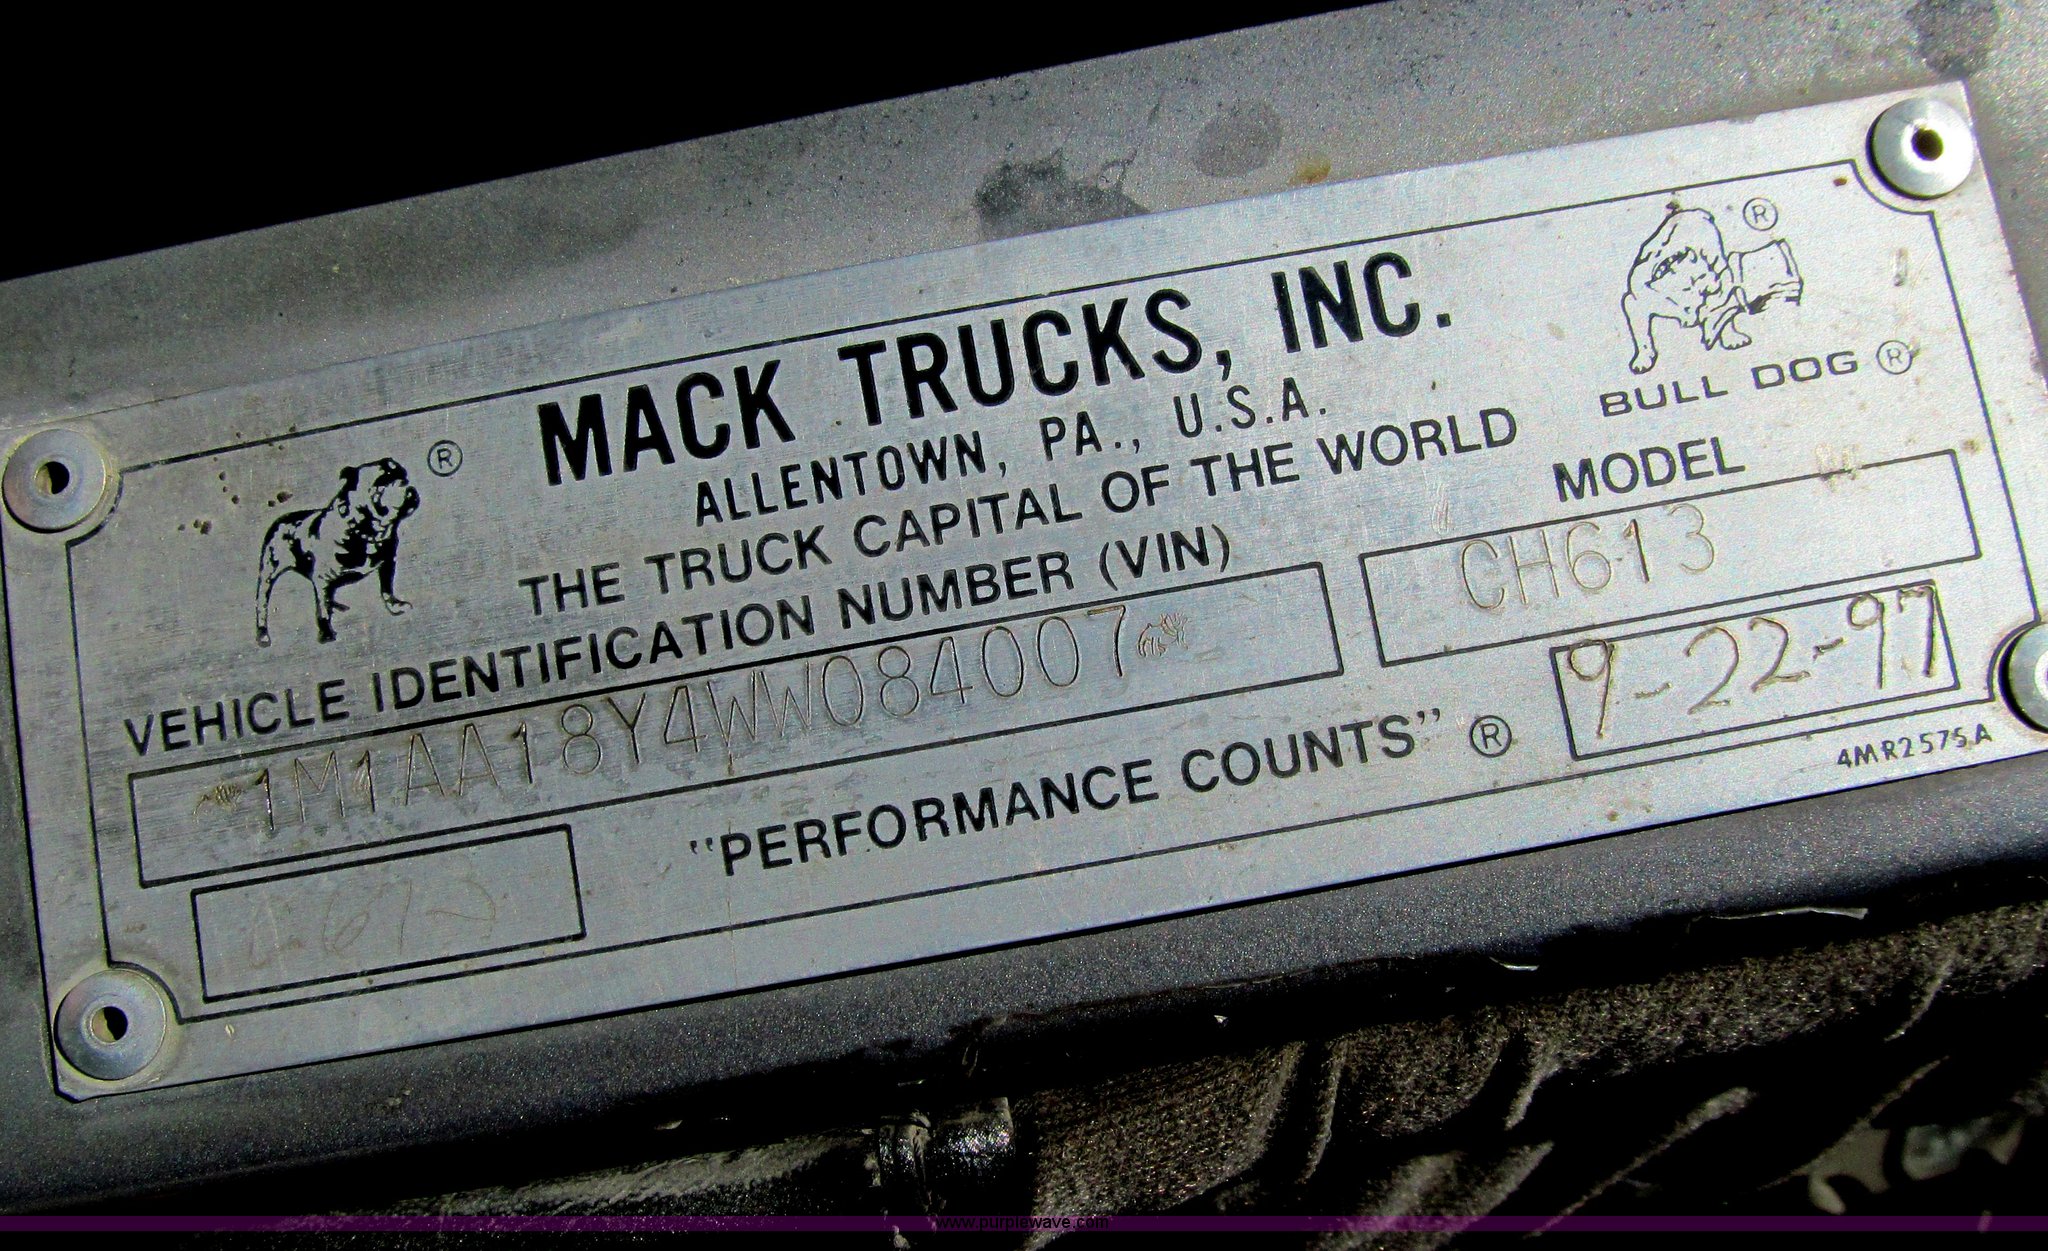 MACK TRUCKS, INC.
ALLENTOWN, PA., U.S.A.
THE TRUCK CAPITAL OF THE WORLD
®
®
BULL DOG ®
VEHICLE IDENTIFICATION NUMBER (VIN)
1M1AA18Y4WW084007
MODEL
CH613
9-22-97
"PERFORMANCE COUNTS" ®
4MR2575A
www.purplewave.com